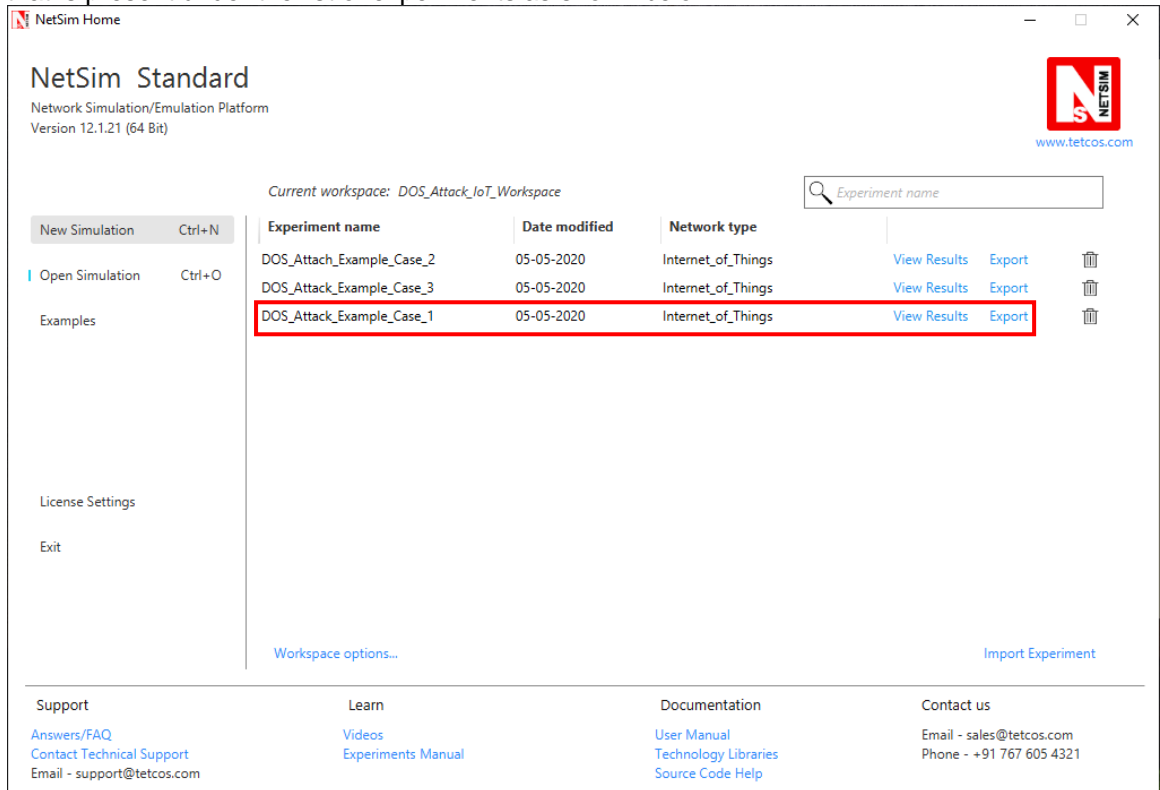 NetSim Home
NetSim Standard
Network Simulation/Emulation Platform
Version 12.1.21 (64 Bit)
NS NETSIM
www.tetcos.com
Current workspace: DOS_Attack_IoT_Workspace
Experiment name
New Simulation Ctrl+N
Open Simulation Ctrl+O
Examples
License Settings
Exit
Experiment name Date modified Network type
DOS_Attach_Example_Case_2 05-05-2020 Internet_of_Things View Results Export
DOS_Attack_Example_Case_3 05-05-2020 Internet_of_Things View Results Export
DOS_Attack_Example_Case_1 05-05-2020 Internet_of_Things View Results Export
Workspace options... Import Experiment
Support
Answers/FAQ
Contact Technical Support
Email - support@tetcos.com
Learn
Videos
Experiments Manual
Documentation
User Manual
Technology Libraries
Source Code Help
Contact us
Email - sales@tetcos.com
Phone - +91 767 605 4321